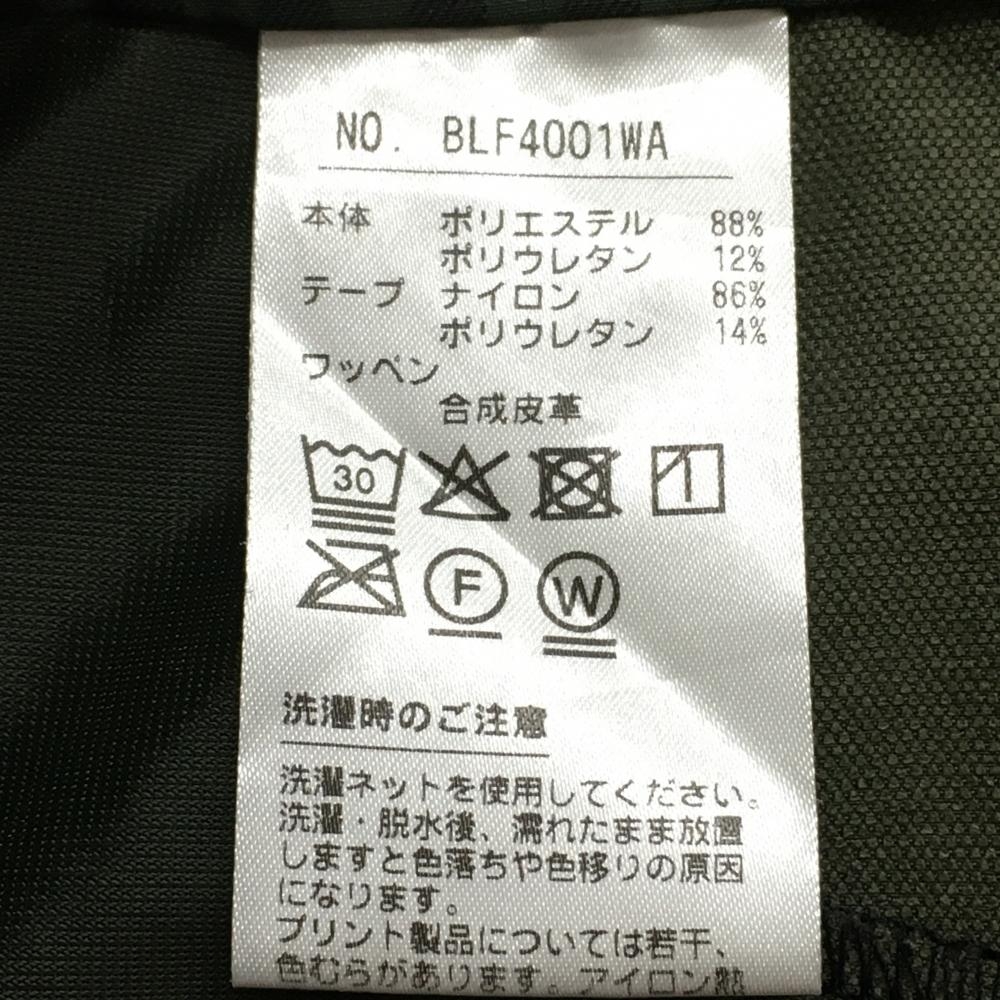 NO. BLF4001WA
本体 ポリエステル 88%
ポリウレタン 12%
テープ ナイロン 86%
ポリウレタン 14%
ワッペン
合成皮革
30
F W
洗濯時のご注意
洗濯ネットを使用してください。
洗濯・脱水後、濡れたまま放置
しますと色落ちや色移りの原因
になります。
プリント製品については若干、
色むらがあります。アイロン熱